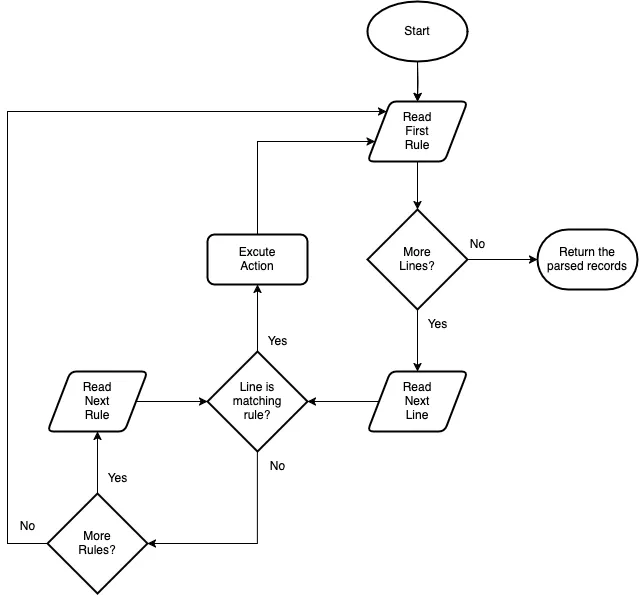 Start
Read
First
Rule
Excute
Action
More
Lines?
No
Return the
parsed records
Yes
Yes
Read
Next
Rule
Line is
matching
rule?
Read
Next
Line
No
Yes
No
More
Rules?